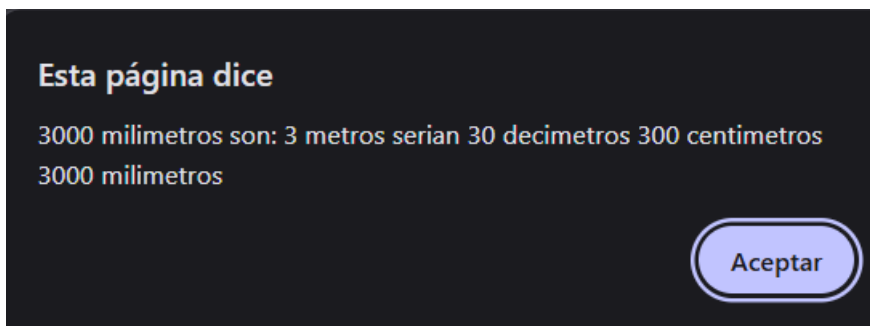 Esta página dice
3000 milimetros son: 3 metros serian 30 decimetros 300 centimetros
3000 milimetros
Aceptar